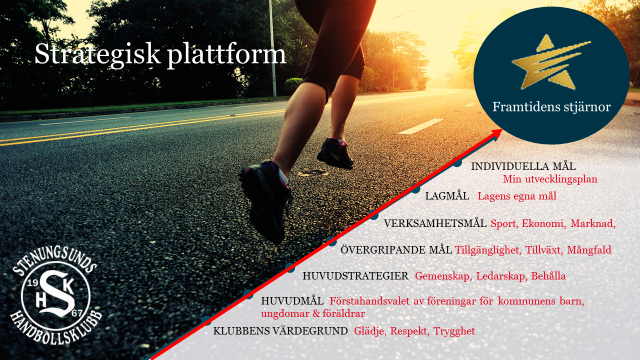 Strategisk plattform
Framtidens stjärnor
INDIVIDUELLA MÅL
Min utvecklingsplan
LAGMÅL Lagens egna mål
VERKSAMHETSMÅL Sport, Ekonomi, Marknad,
ÖVERGRIPANDE MÅL Tillgänglighet, Tillväxt, Mångfald
HUVUDSTRATEGIER Gemenskap, Ledarskap, Behålla
HUVUDMÅL Förstahandsvalet av föreningar för kommunens barn,
ungdomar & föräldrar
KLUBBENS VÄRDEGRUND Glädje, Respekt, Trygghet
STENUNGSUNDS
19 S K
H 67
HANDBOLLSKLUBB